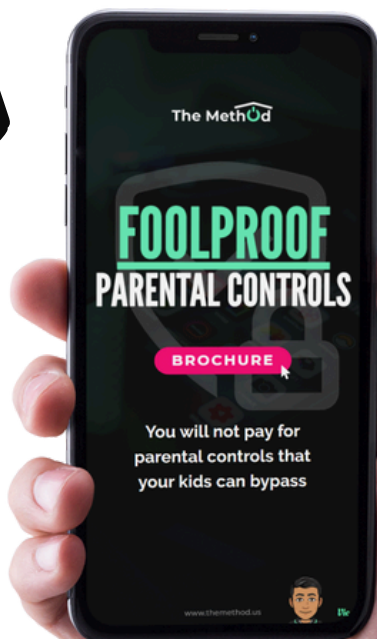 The Method
FOOLPROOF
PARENTAL CONTROLS
BROCHURE
You will not pay for
parental controls that
your kids can bypass
www.themethod.us
Vic